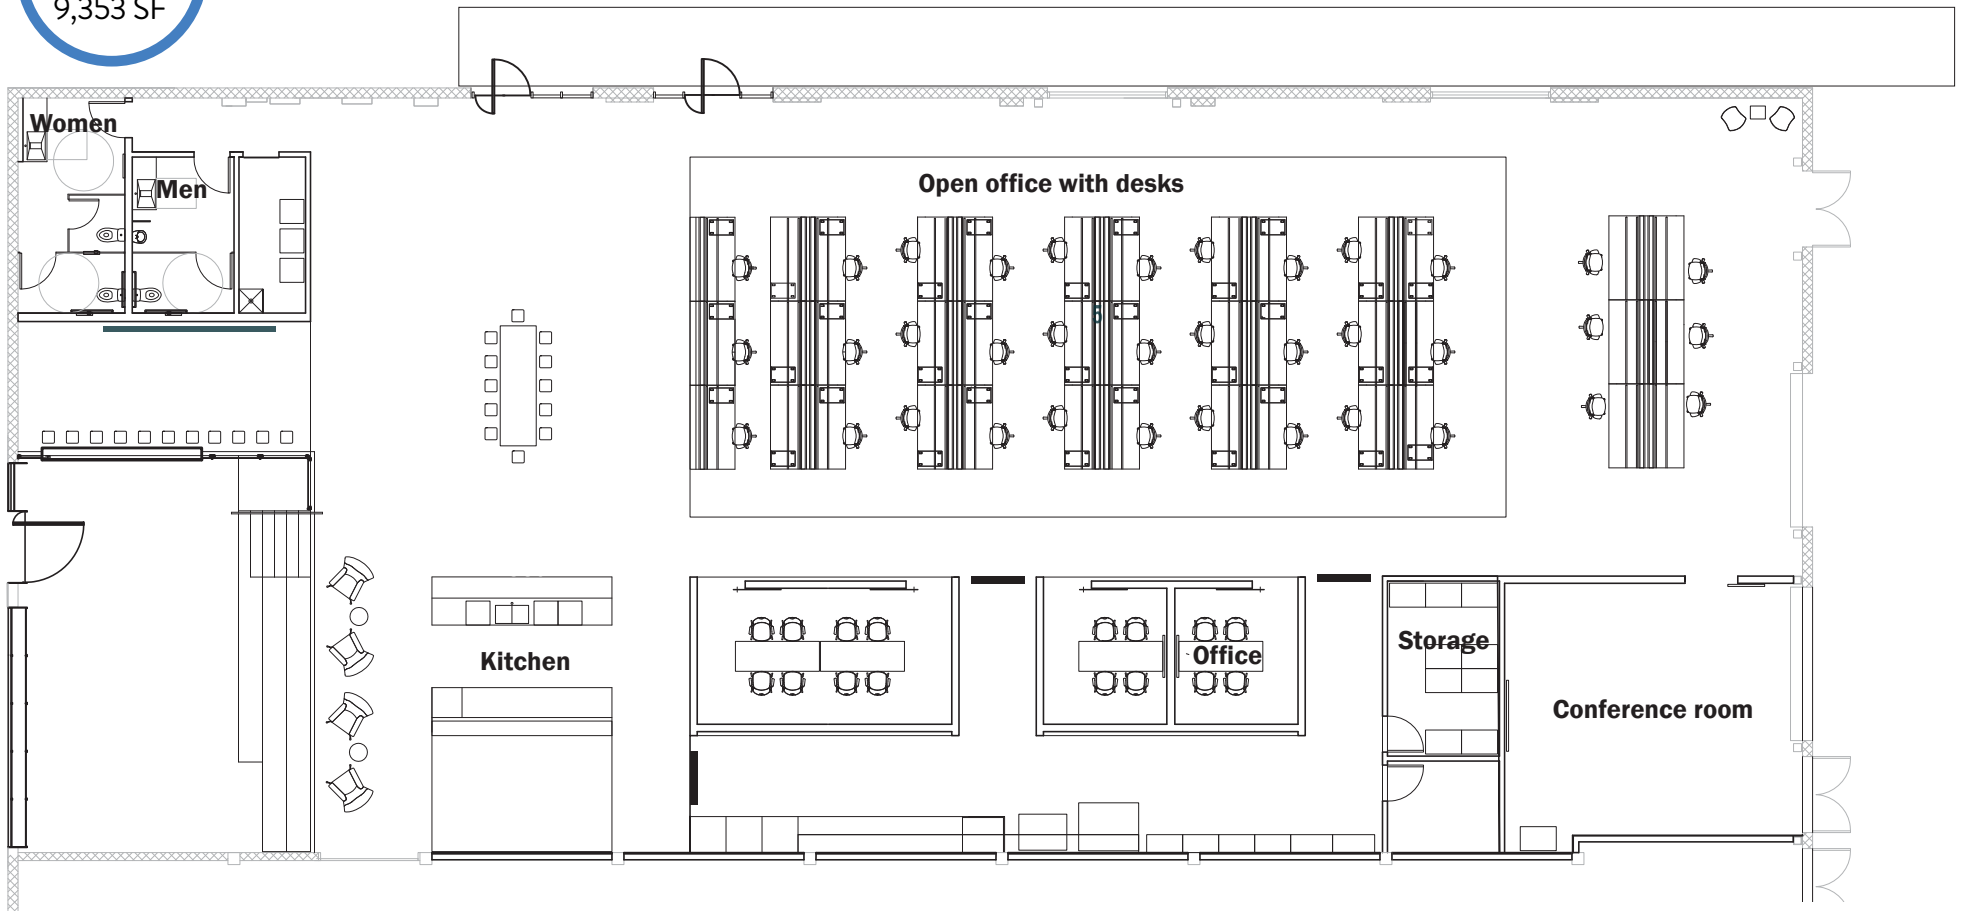 9,353 SF
Women
Men
Open office with desks
Kitchen
Office
Storage
Conference room